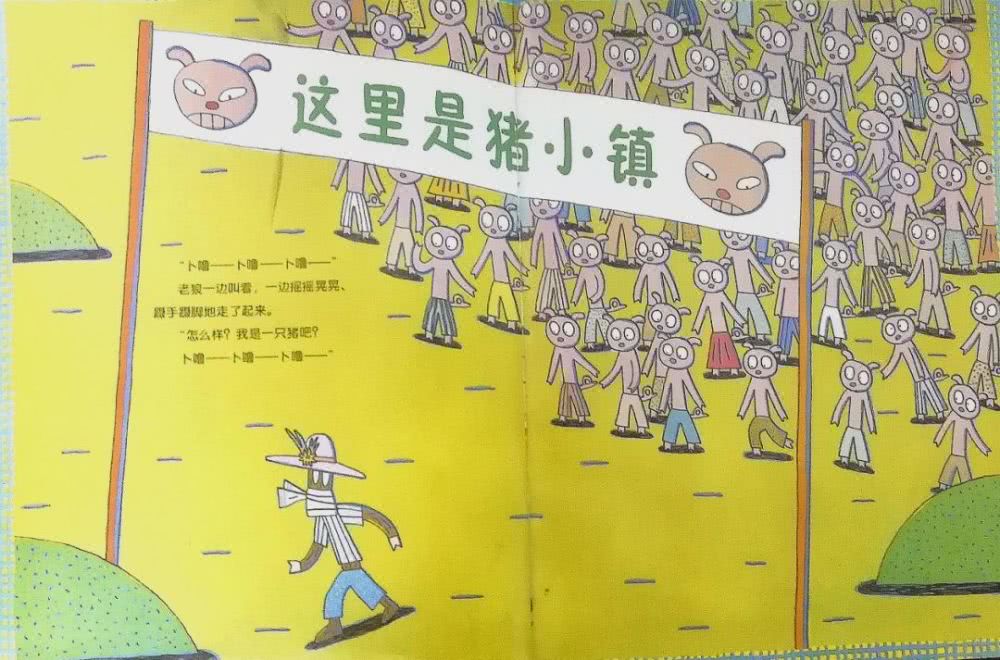 这里是猪小镇
“卜噜——卜噜——卜噜——”
老狼一边叫着，一边摇摇晃晃、
蹑手蹑脚地走了起来。
“怎么样？我是一只猪吧？
卜噜——卜噜——卜噜——”